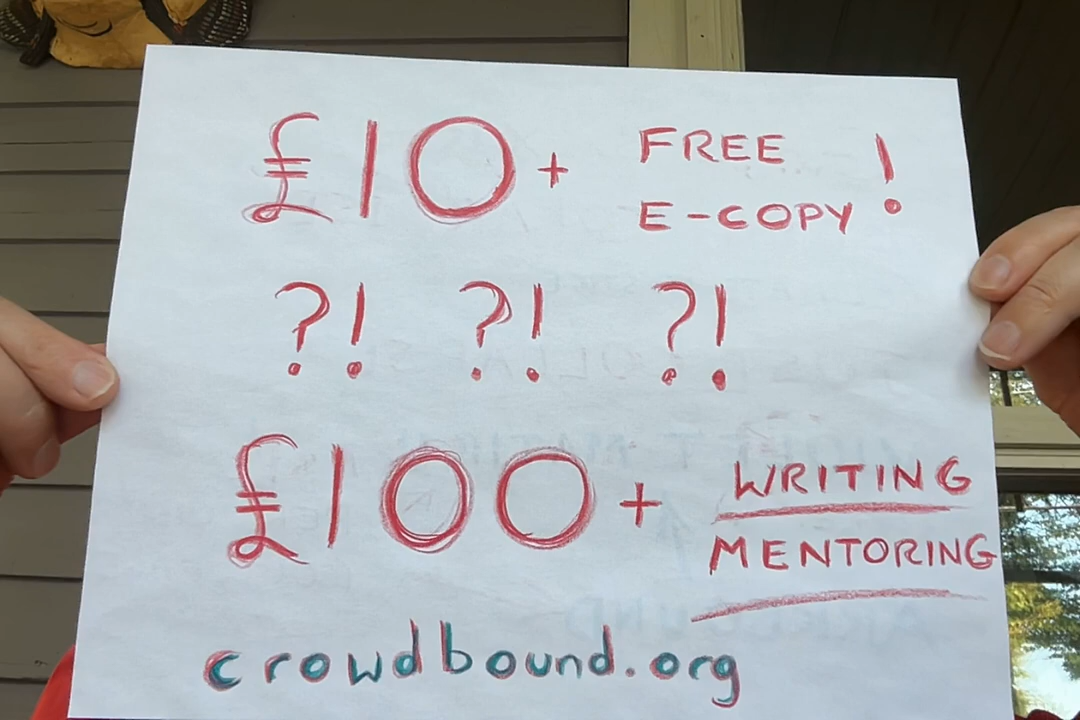 £10 + FREE
E-COPY !
?! ?! ?!
£100 + WRITING
MENTORING
crowdbound.org